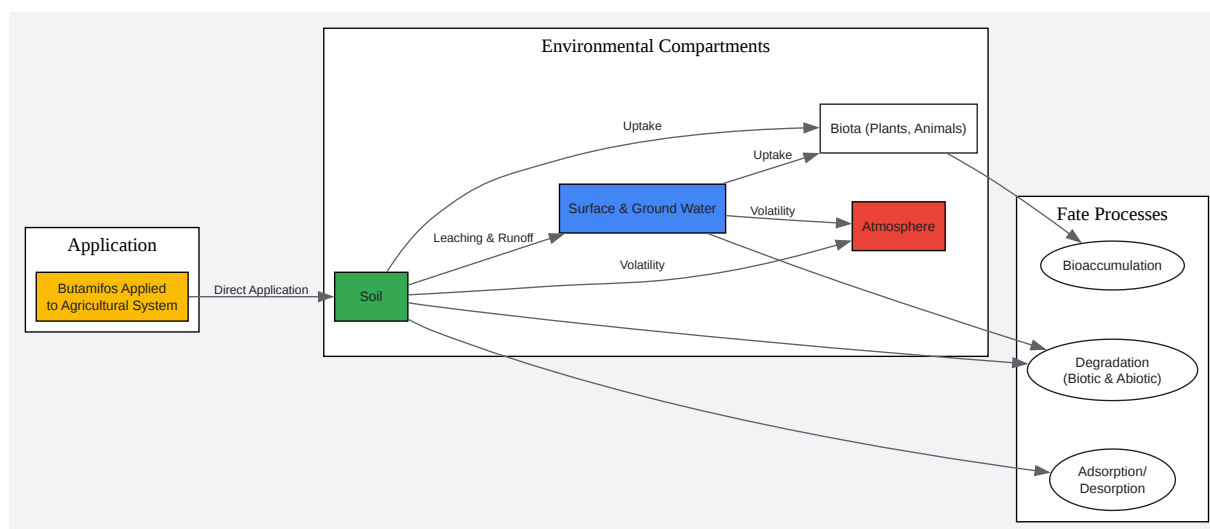 Environmental Compartments
Uptake
Biota (Plants, Animals)
Uptake
Surface & Ground Water
Volatility
Atmosphere
Leaching & Runoff
Volatility
Application
Butamifos Applied
to Agricultural System
Direct Application
Soil
Fate Processes
Bioaccumulation
Degradation
(Biotic & Abiotic)
Adsorption/
Desorption